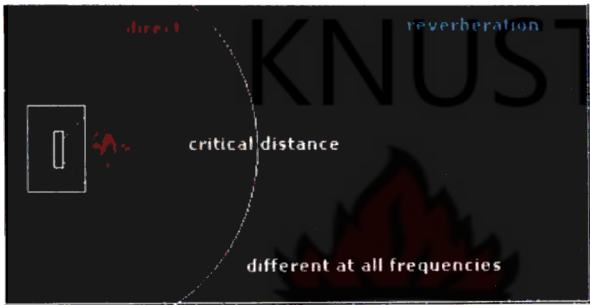 direct reverberation
KNUST
critical distance
different at all frequencies